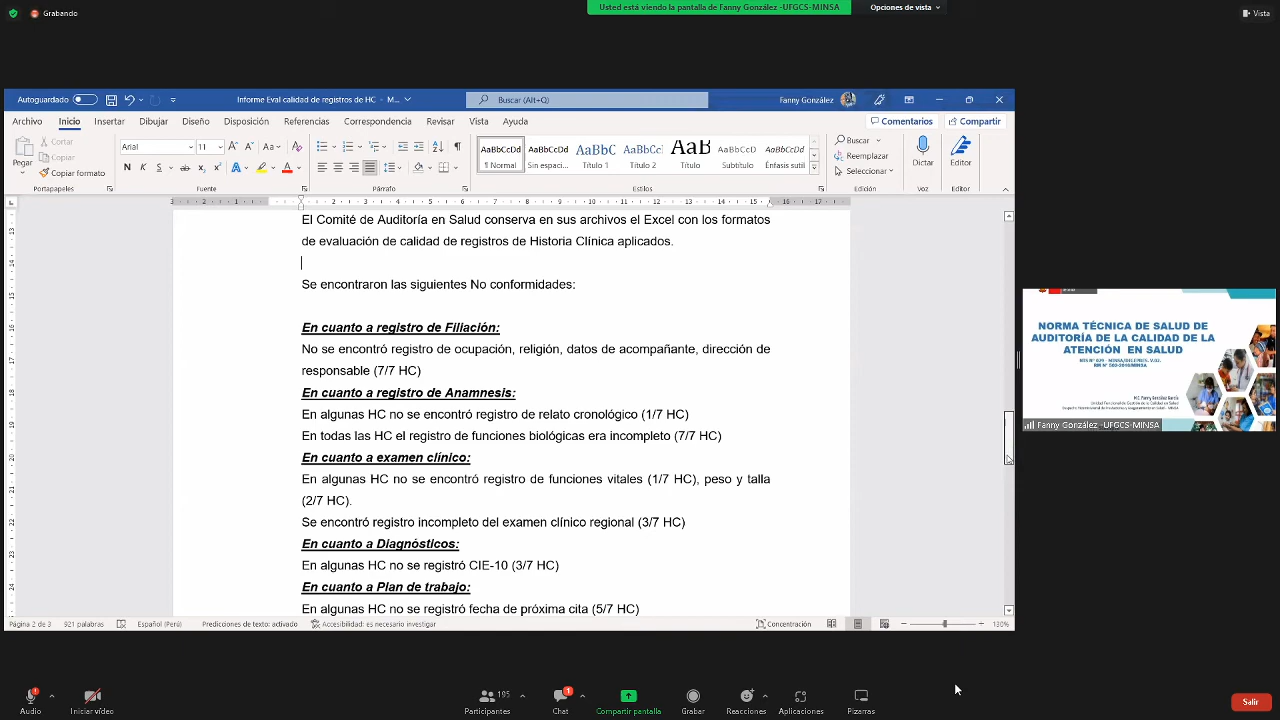 Grabando
Usted está viendo la pantalla de Fanny González -UFGCS-MINSA
Opciones de vista
Vista
Autoguardado
Informe Eval calidad de registros de HC - M...
Buscar (Alt+Q)
Fanny González
Archivo Inicio Insertar Dibujar Diseño Disposición Referencias Correspondencia Revisar Vista Ayuda
Comentarios Compartir
Pegar
Cortar
Copiar
Copiar formato
Arial 11
AaBbCcDd AaBbCcDd AaBbC AaBbCc AaB AaBbCcD AaBbCcDd
¶ Normal Sin espaci... Título 1 Título 2 Título Subtítulo Énfasis sutil
Buscar
Reemplazar
Seleccionar
Dictar
Editor
Portapapeles Fuente Párrafo Estilos Edición Voz Editor
El Comité de Auditoría en Salud conserva en sus archivos el Excel con los formatos
de evaluación de calidad de registros de Historia Clínica aplicados.
Se encontraron las siguientes No conformidades:
En cuanto a registro de Filiación:
No se encontró registro de ocupación, religión, datos de acompañante, dirección de
responsable (7/7 HC)
En cuanto a registro de Anamnesis:
En algunas HC no se encontró registro de relato cronológico (1/7 HC)
En todas las HC el registro de funciones biológicas era incompleto (7/7 HC)
En cuanto a examen clínico:
En algunas HC no se encontró registro de funciones vitales (1/7 HC), peso y talla
(2/7 HC).
Se encontró registro incompleto del examen clínico regional (3/7 HC)
En cuanto a Diagnósticos:
En algunas HC no se registró CIE-10 (3/7 HC)
En cuanto a Plan de trabajo:
En algunas HC no se registró fecha de próxima cita (5/7 HC)
Página 2 de 3 921 palabras Español (Perú) Predicciones de texto: activado Accesibilidad: es necesario investigar
Concentración 130%
NORMA TÉCNICA DE SALUD DE
AUDITORÍA DE LA CALIDAD DE LA
ATENCIÓN EN SALUD
Fanny González -UFGCS-MINSA
Audio
Iniciar vídeo
195
Participantes
1
Chat
Compartir pantalla
Grabar
Reacciones
Aplicaciones
Pizarras
Salir